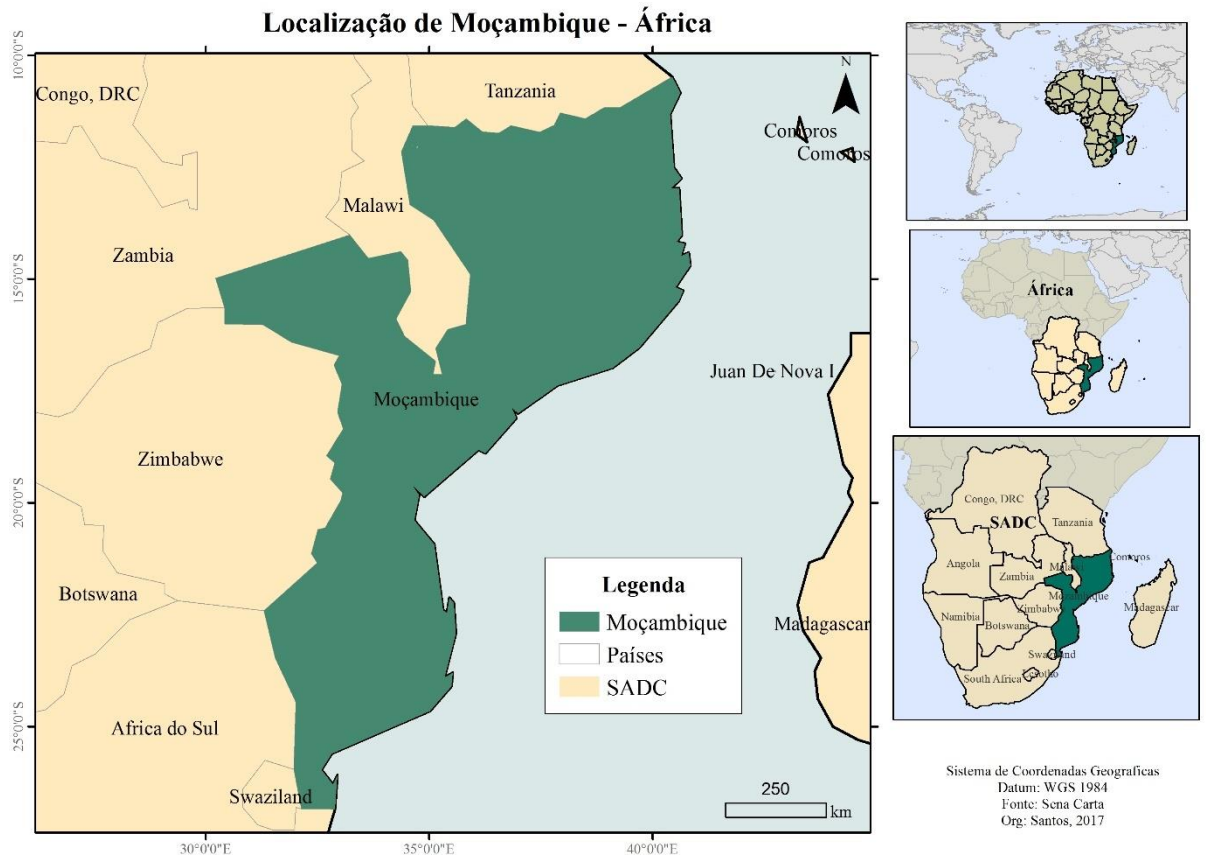 Localização de Moçambique - África
10°0'0"S
15°0'0"S
20°0'0"S
25°0'0"S
Congo, DRC
Tanzania
N
Comoros
Comoros
Malawi
Zambia
Juan De Nova I
Moçambique
Zimbabwe
Botswana
Madagascar
Africa do Sul
Swaziland
Legenda
Moçambique
Países
SADC
250
km
30°0'0"E
35°0'0"E
40°0'0"E
África
Congo, DRC
SADC
Tanzania
Angola
Malawi
Comoros
Zambia
Mozambique
Zimbabwe
Madagascar
Namibia
Botswana
Swaziland
South Africa
Lesotho
Sistema de Coordenadas Geograficas
Datum: WGS 1984
Fonte: Sena Carta
Org: Santos, 2017